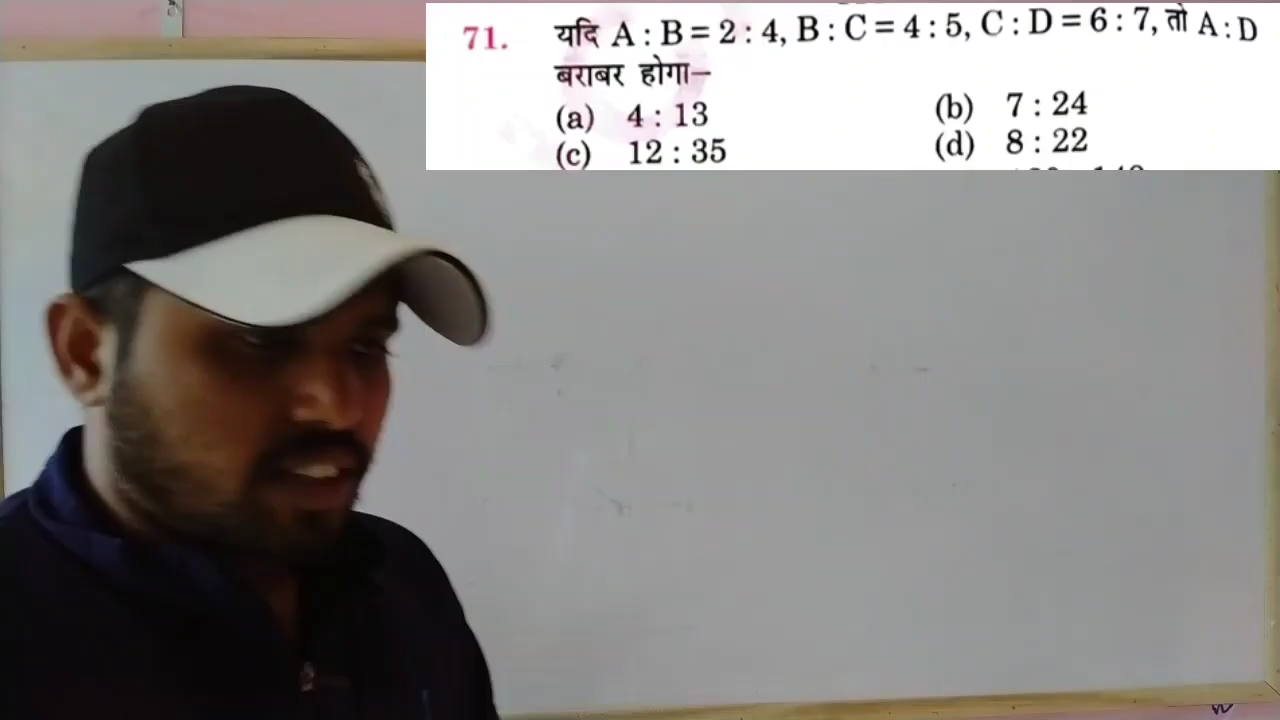 71. यदि A : B = 2 : 4, B : C = 4 : 5, C : D = 6 : 7, तो A : D
बराबर होगा–
(a) 4 : 13 (b) 7 : 24
(c) 12 : 35 (d) 8 : 22